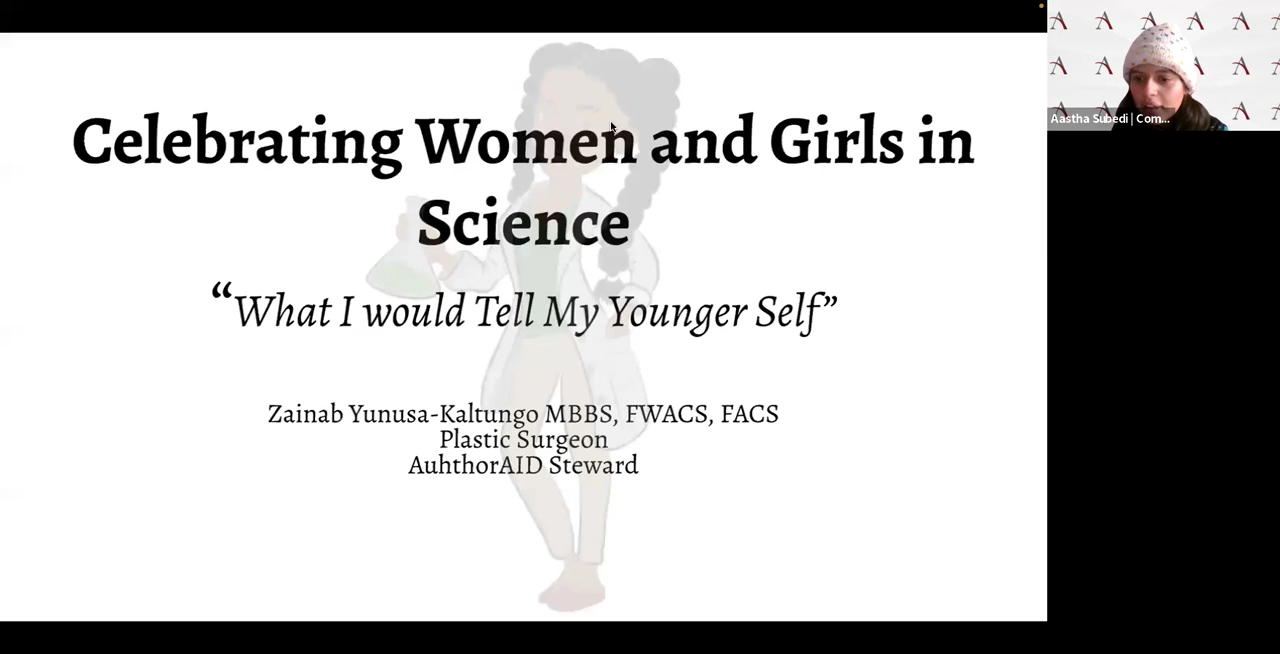 Celebrating Women and Girls in
Science
“What I would Tell My Younger Self”
Zainab Yunusa-Kaltungo MBBS, FWACS, FACS
Plastic Surgeon
AuhthorAID Steward
Aastha Subedi | Com...